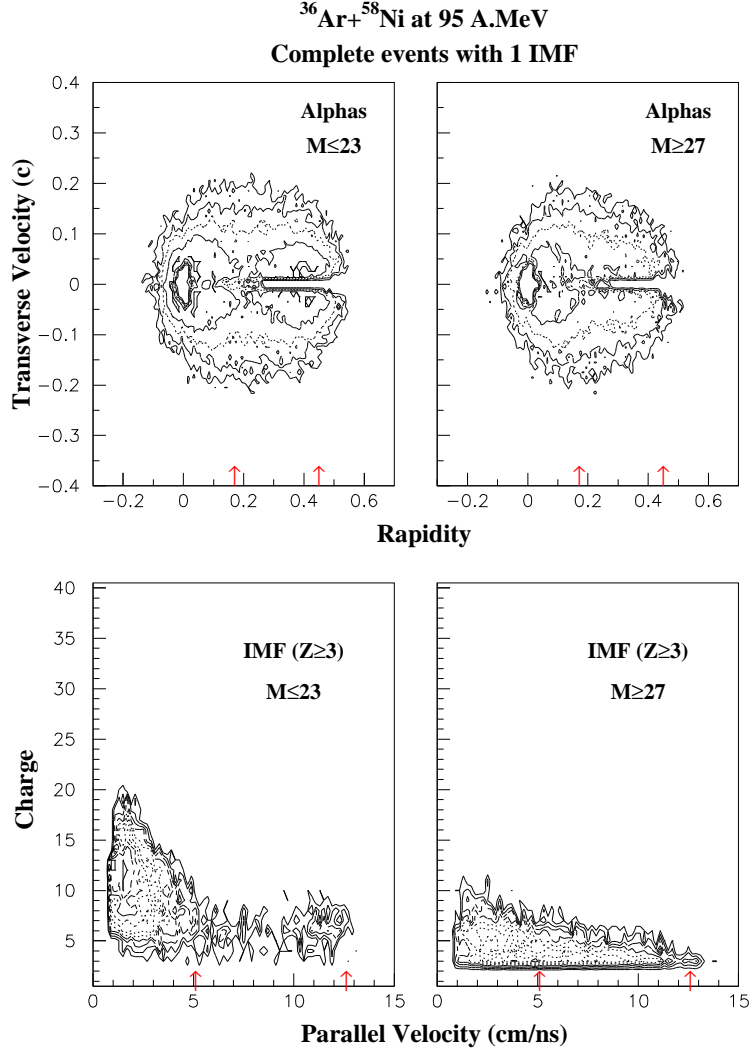 ³⁶Ar+⁵⁸Ni at 95 A.MeV
Complete events with 1 IMF
Transverse Velocity (c)
0.4
0.3
0.2
0.1
0
−0.1
−0.2
−0.3
−0.4
Alphas
M≤23
Alphas
M≥27
−0.2 0 0.2 0.4 0.6
−0.2 0 0.2 0.4 0.6
Rapidity
Charge
40
35
30
25
20
15
10
5
IMF (Z≥3)
M≤23
IMF (Z≥3)
M≥27
0 5 10 15
0 5 10 15
Parallel Velocity (cm/ns)